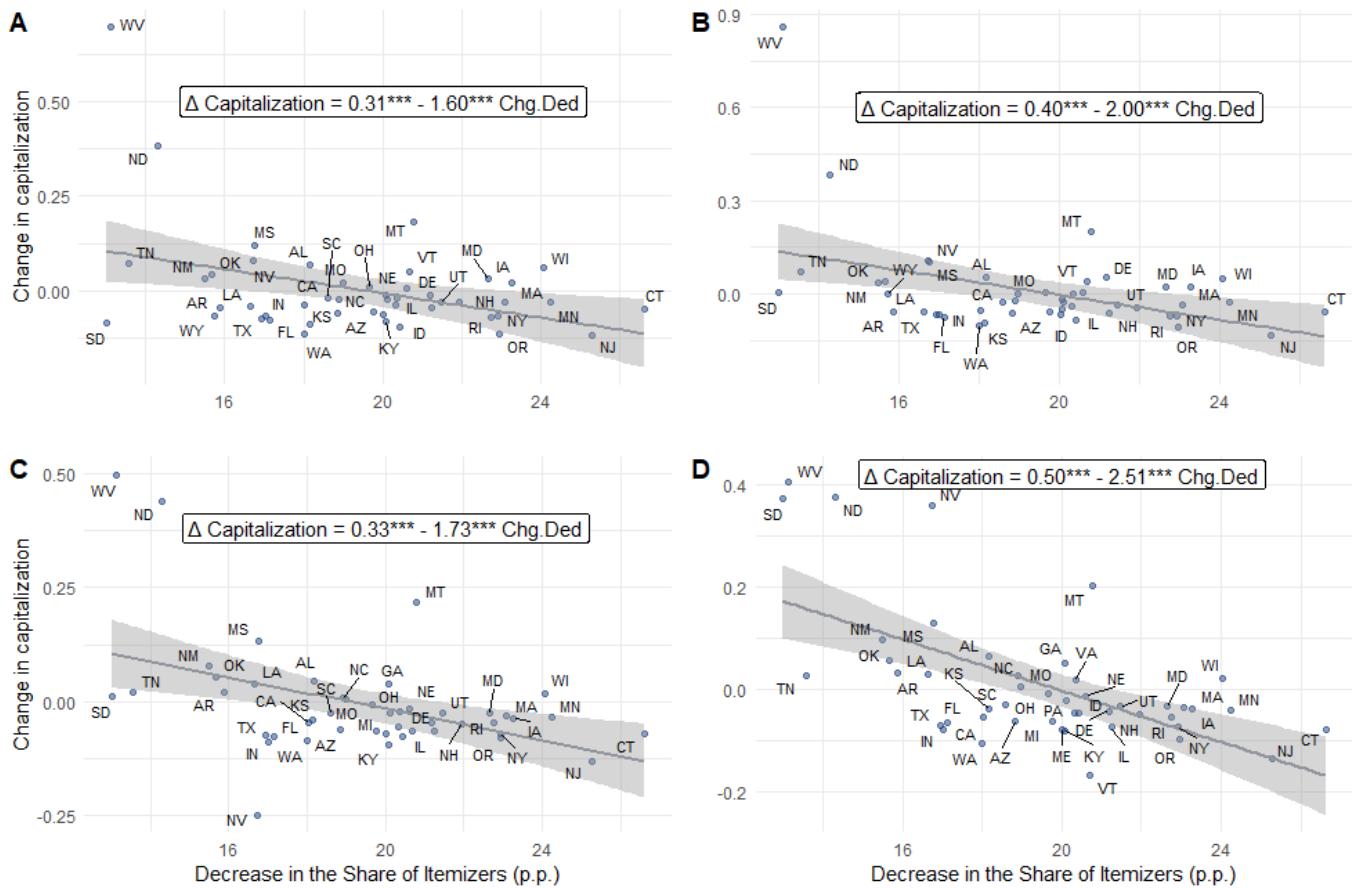 A
Change in capitalization
0.50
0.25
0.00
Δ Capitalization = 0.31*** - 1.60*** Chg.Ded
WV
ND
SD
TN
NM
OK
MS
NV
AL
CA
SC
MO
OH
NE
MT
VT
DE
UT
MD
IA
WI
AR
LA
WY
TX
IN
FL
KS
WA
NC
AZ
KY
IL
ID
NH
RI
NY
OR
MA
MN
NJ
CT
16
20
24
B
0.9
0.6
0.3
0.0
Δ Capitalization = 0.40*** - 2.00*** Chg.Ded
WV
ND
SD
TN
OK
WY
NV
MS
AL
MO
CA
MT
VT
DE
MD
IA
WI
NM
LA
AR
TX
IN
FL
KS
WA
AZ
ID
IL
UT
NH
RI
NY
OR
MA
MN
NJ
CT
16
20
24
C
Change in capitalization
0.50
0.25
0.00
-0.25
Δ Capitalization = 0.33*** - 1.73*** Chg.Ded
WV
ND
SD
TN
NM
OK
MS
LA
AL
NC
GA
MT
AR
CA
SC
KS
MO
OH
NE
UT
MD
WI
TX
FL
IN
WA
AZ
MI
KY
DE
IL
NH
RI
OR
NY
MA
IA
MN
NJ
CT
NV
16
20
24
Decrease in the Share of Itemizers (p.p.)
D
0.4
0.2
0.0
-0.2
Δ Capitalization = 0.50*** - 2.51*** Chg.Ded
WV
SD
ND
NV
MT
TN
NM
MS
OK
LA
AR
AL
NC
KS
SC
MO
GA
VA
NE
MD
WI
TX
FL
IN
CA
WA
AZ
OH
MI
PA
ME
KY
DE
ID
UT
NH
IL
VT
RI
OR
NY
IA
MA
MN
NJ
CT
16
20
24
Decrease in the Share of Itemizers (p.p.)